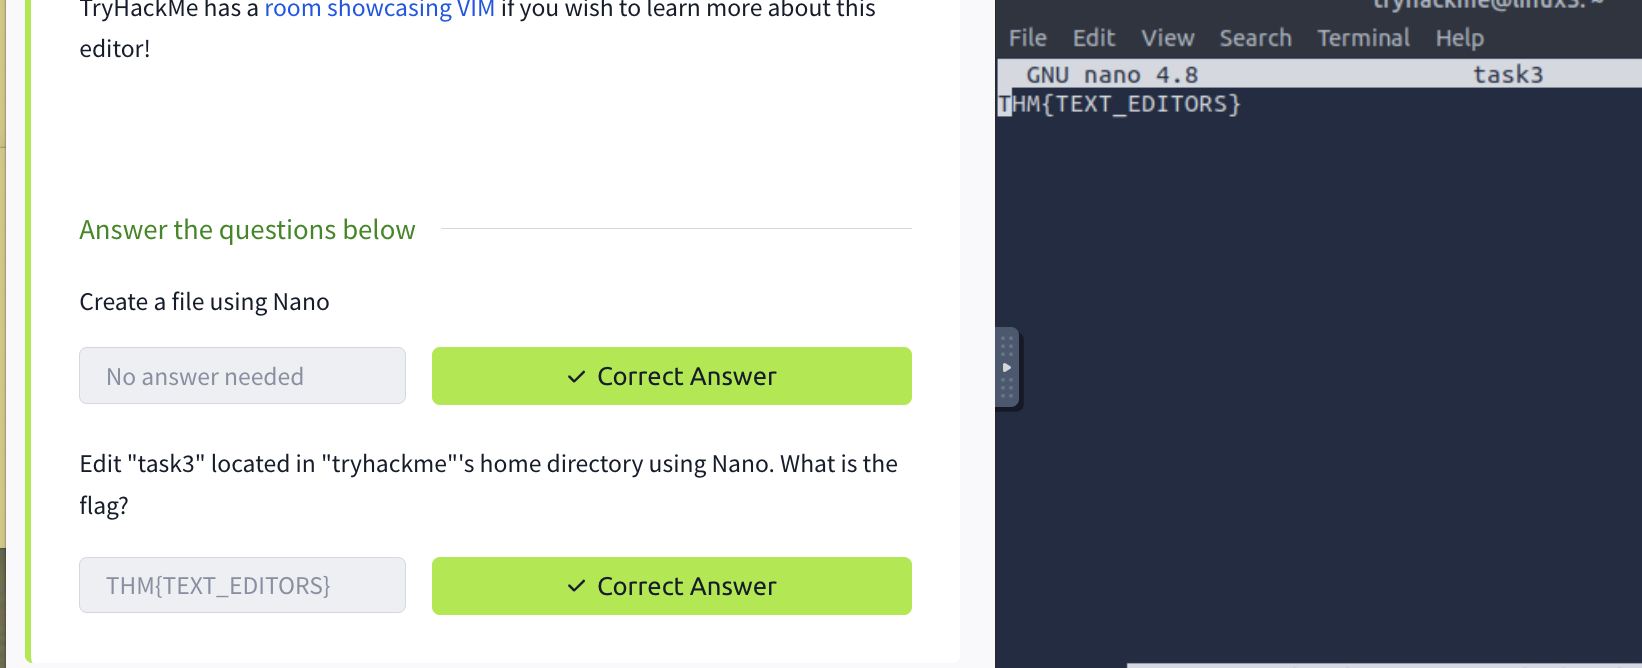 TryHackMe has a room showcasing VIM if you wish to learn more about this
editor!
Answer the questions below
Create a file using Nano
No answer needed
✓ Correct Answer
Edit "task3" located in "tryhackme"'s home directory using Nano. What is the
flag?
THM{TEXT_EDITORS}
✓ Correct Answer
tryhackme@linux3: ~
File Edit View Search Terminal Help
GNU nano 4.8 task3
THM{TEXT_EDITORS}